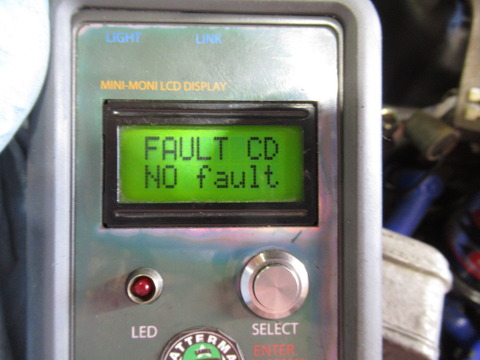 LIGHT LINK
MINI-MONI LCD DISPLAY
FAULT CD
NO fault
LED
SELECT
ENTER